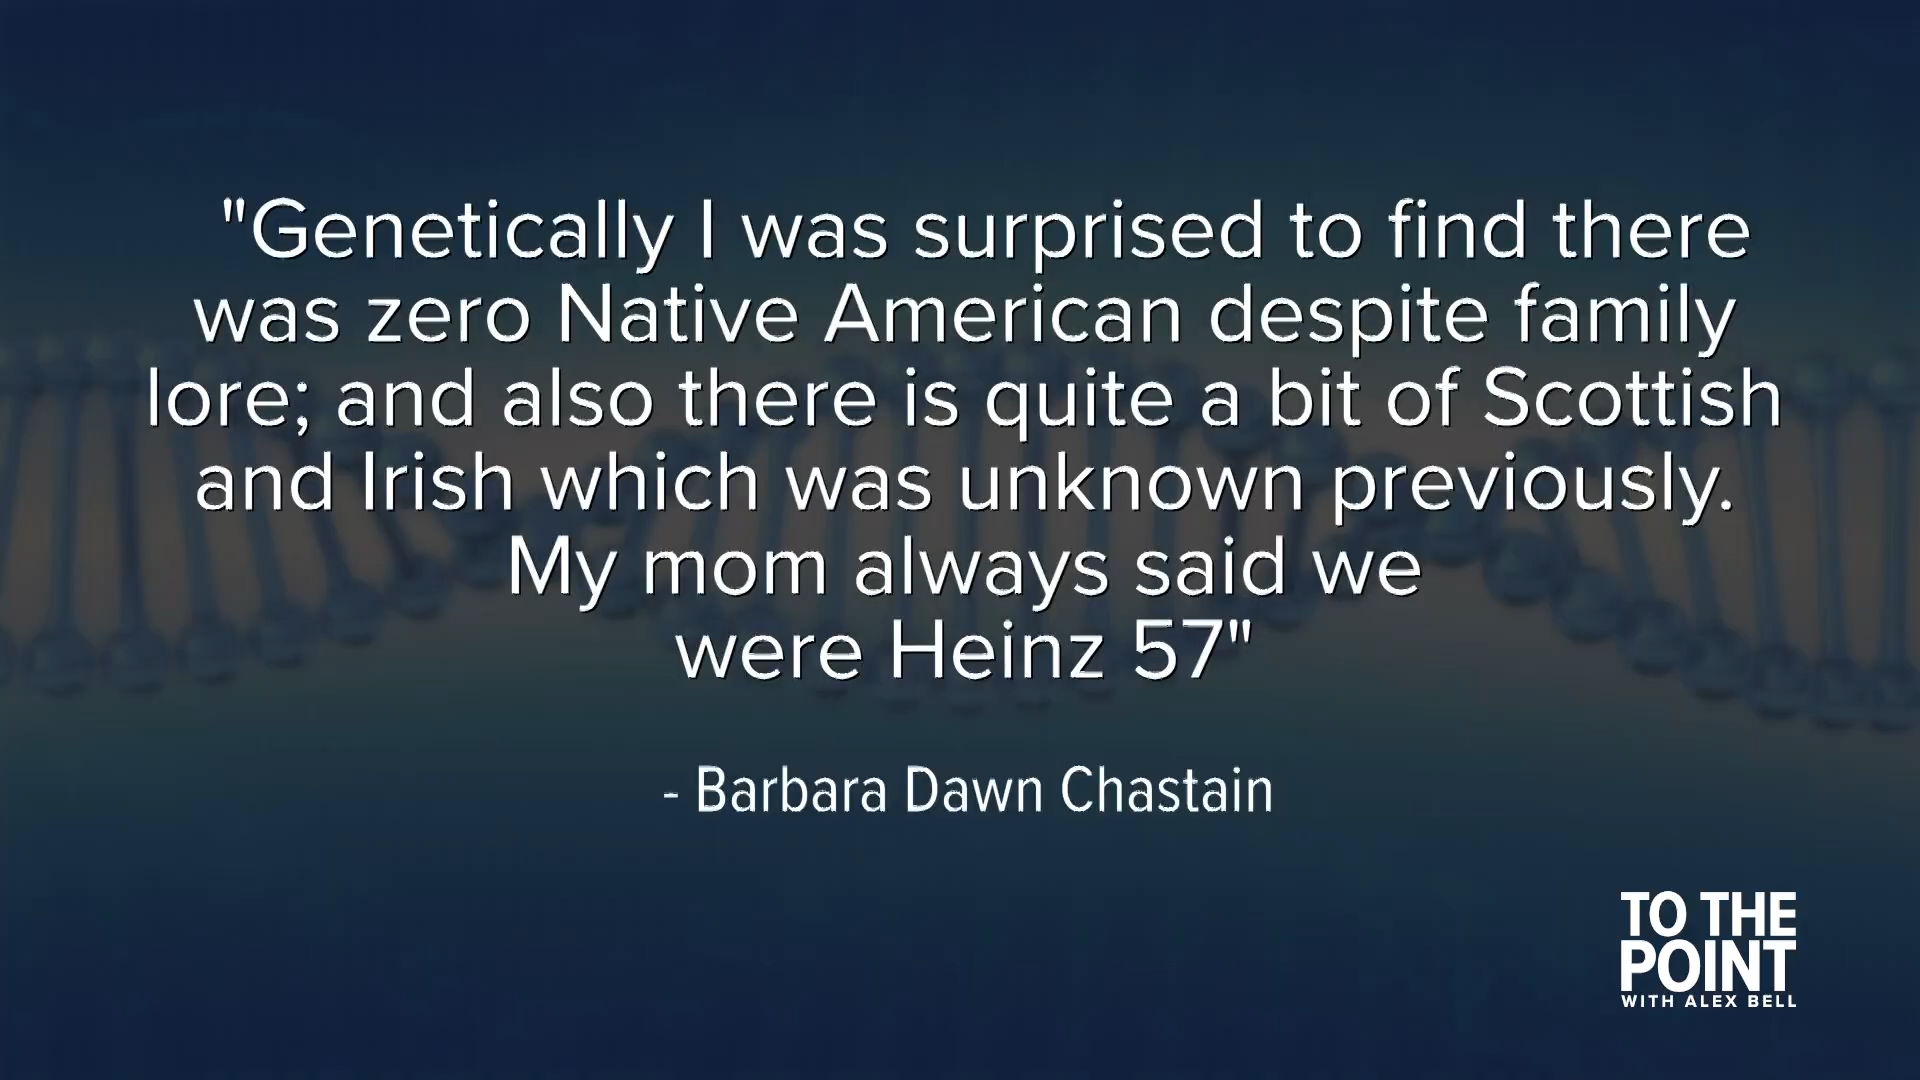 "Genetically I was surprised to find there
was zero Native American despite family
lore; and also there is quite a bit of Scottish
and Irish which was unknown previously.
My mom always said we
were Heinz 57"
- Barbara Dawn Chastain
TO THE
POINT
WITH ALEX BELL